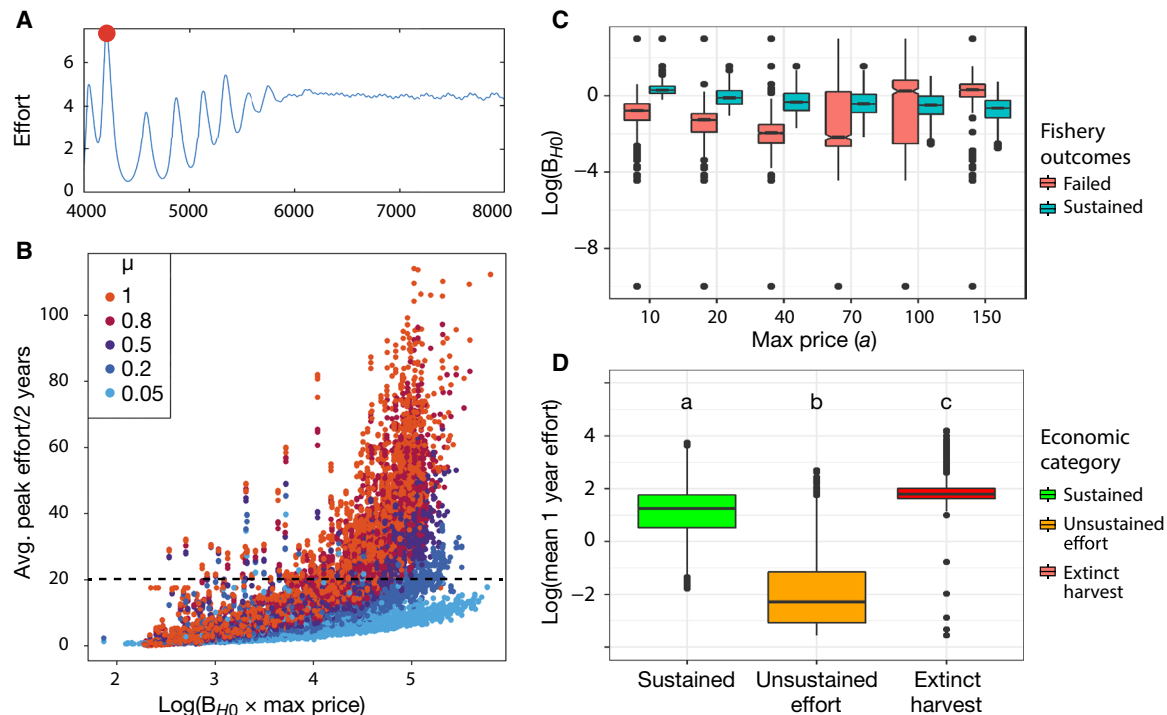 A
Effort
6
4
2
0
4000 5000 6000 7000 8000
B
Avg. peak effort/2 years
100
80
60
40
20
0
μ
1
0.8
0.5
0.2
0.05
2 3 4 5
Log(B_H0 × max price)
C
Log(B_H0)
0
−4
−8
10 20 40 70 100 150
Max price (a)
Fishery
outcomes
Failed
Sustained
D
Log(mean 1 year effort)
4
2
0
−2
a b c
Sustained
Unsustained
effort
Extinct
harvest
Economic
category
Sustained
Unsustained
effort
Extinct
harvest